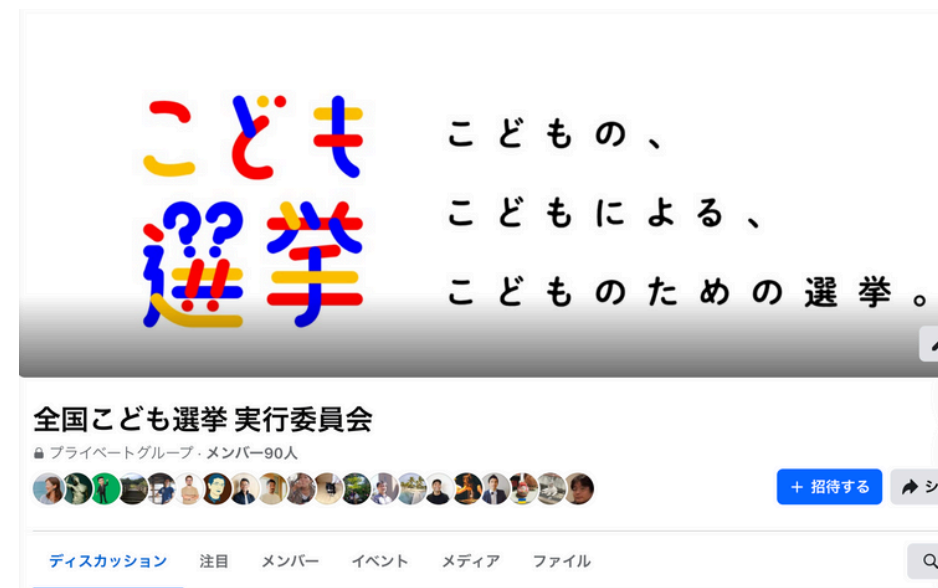 こども
選挙
こどもの、
こどもによる、
こどものための選挙。
全国こども選挙 実行委員会
プライベートグループ · メンバー90人
+ 招待する
シ
ディスカッション 注目 メンバー イベント メディア ファイル